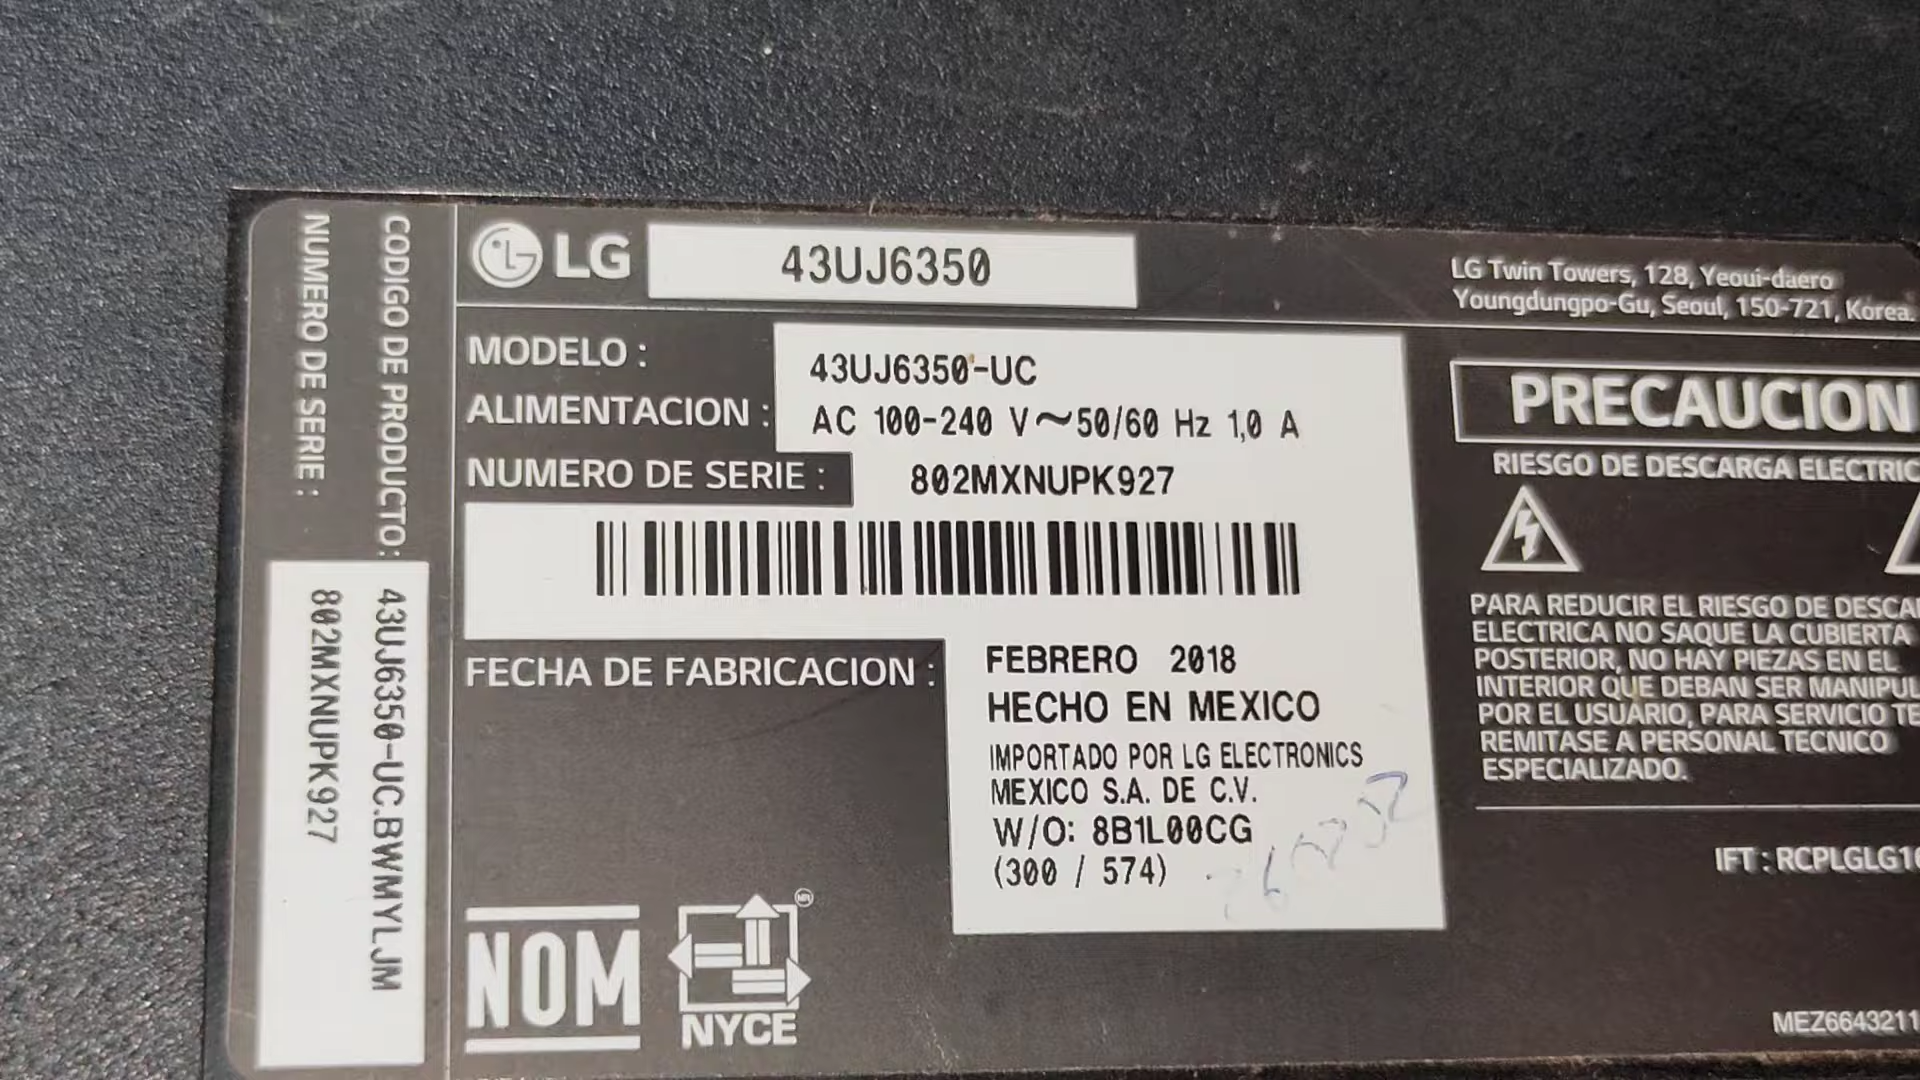 NUMERO DE SERIE :
802MXNUPK927
CODIGO DE PRODUCTO:
43UJ6350-UC.BWMYLJM
LG
43UJ6350
LG Twin Towers, 128, Yeoui-daero
Youngdungpo-Gu, Seoul, 150-721, Korea.
MODELO : 43UJ6350-UC
ALIMENTACION : AC 100-240 V~50/60 Hz 1,0 A
NUMERO DE SERIE : 802MXNUPK927
FECHA DE FABRICACION : FEBRERO 2018
HECHO EN MEXICO
IMPORTADO POR LG ELECTRONICS
MEXICO S.A. DE C.V.
W/O: 8B1L00CG
(300 / 574)
NOM
NYCE
MR
PRECAUCION
RIESGO DE DESCARGA ELECTRIC
PARA REDUCIR EL RIESGO DE DESCA
ELECTRICA NO SAQUE LA CUBIERTA
POSTERIOR, NO HAY PIEZAS EN EL
INTERIOR QUE DEBAN SER MANIPUL
POR EL USUARIO, PARA SERVICIO TE
REMITASE A PERSONAL TECNICO
ESPECIALIZADO.
IFT : RCPLGLG16
MEZ6643211